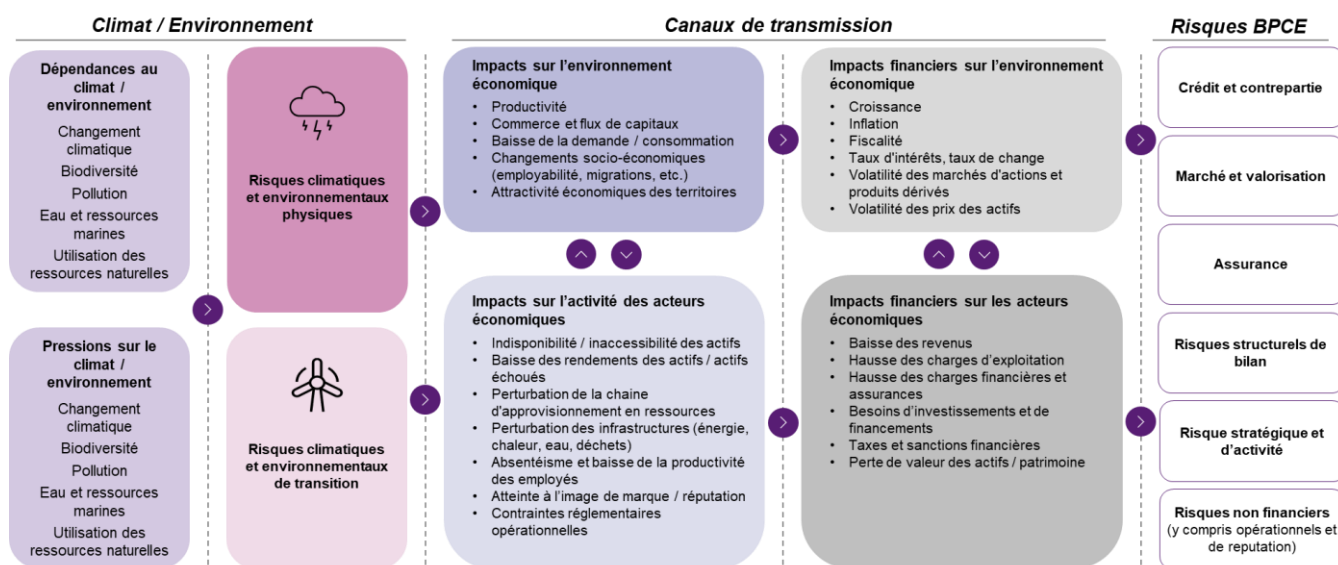 Climat / Environnement
Canaux de transmission
Risques BPCE
Dépendances au
climat /
environnement
Changement
climatique
Biodiversité
Pollution
Eau et ressources
marines
Utilisation des
ressources naturelles
Pressions sur le
climat /
environnement
Changement
climatique
Biodiversité
Pollution
Eau et ressources
marines
Utilisation des
ressources naturelles
Risques climatiques
et environnementaux
physiques
Risques climatiques
et environnementaux
de transition
Impacts sur l’environnement
économique
• Productivité
• Commerce et flux de capitaux
• Baisse de la demande / consommation
• Changements socio-économiques
(employabilité, migrations, etc.)
• Attractivité économiques des territoires
Impacts sur l’activité des acteurs
économiques
• Indisponibilité / inaccessibilité des actifs
• Baisse des rendements des actifs / actifs
échoués
• Perturbation de la chaine
d'approvisionnement en ressources
• Perturbation des infrastructures (énergie,
chaleur, eau, déchets)
• Absentéisme et baisse de la productivité
des employés
• Atteinte à l’image de marque / réputation
• Contraintes réglementaires
opérationnelles
Impacts financiers sur l’environnement
économique
• Croissance
• Inflation
• Fiscalité
• Taux d'intérêts, taux de change
• Volatilité des marchés d'actions et
produits dérivés
• Volatilité des prix des actifs
Impacts financiers sur les acteurs
économiques
• Baisse des revenus
• Hausse des charges d’exploitation
• Hausse des charges financières et
assurances
• Besoins d’investissements et de
financements
• Taxes et sanctions financières
• Perte de valeur des actifs / patrimoine
Crédit et contrepartie
Marché et valorisation
Assurance
Risques structurels de
bilan
Risque stratégique et
d’activité
Risques non financiers
(y compris opérationnels et
de reputation)